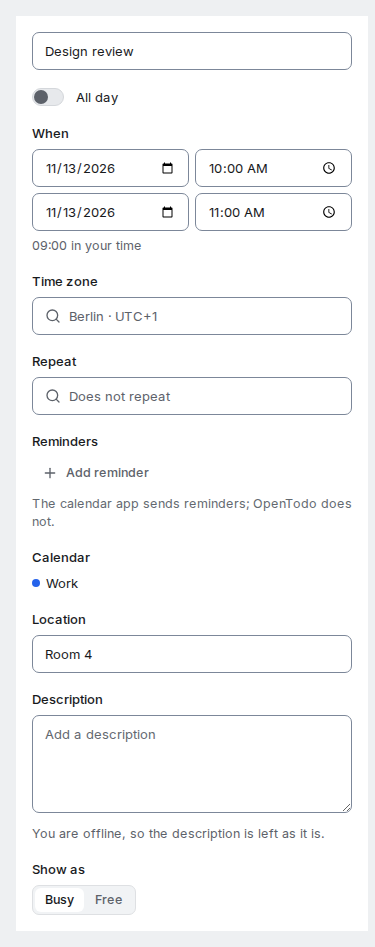 Design review
All day
When
11/13/2026
10:00 AM
11/13/2026
11:00 AM
09:00 in your time
Time zone
Berlin · UTC+1
Repeat
Does not repeat
Reminders
Add reminder
The calendar app sends reminders; OpenTodo does
not.
Calendar
Work
Location
Room 4
Description
Add a description
You are offline, so the description is left as it is.
Show as
Busy
Free